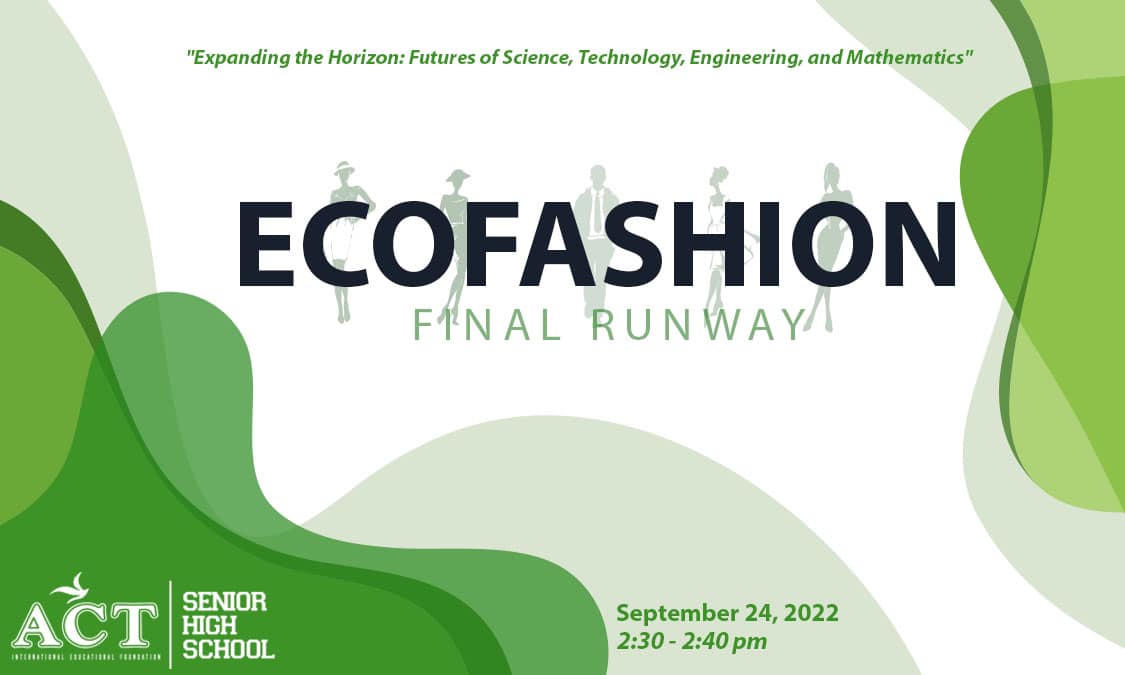 "Expanding the Horizon: Futures of Science, Technology, Engineering, and Mathematics"
ECOFASHION
FINAL RUNWAY
ACT
INTERNATIONAL EDUCATIONAL FOUNDATION
SENIOR
HIGH
SCHOOL
September 24, 2022
2:30 - 2:40 pm